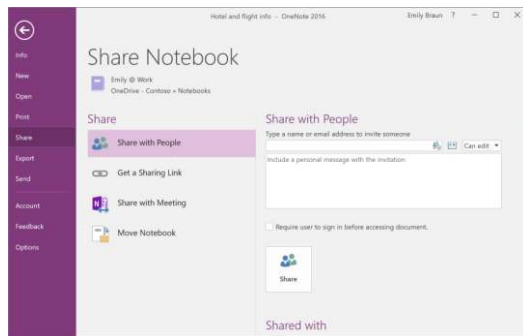 Hotel and flight info - OneNote 2016
Emily Braun ?
Info
New
Open
Print
Share
Export
Send
Account
Feedback
Options
Share Notebook
Emily @ Work
OneDrive - Contoso » Notebooks
Share
Share with People
Get a Sharing Link
Share with Meeting
Move Notebook
Share with People
Type a name or email address to invite someone
Can edit
Include a personal message with the invitation
Require user to sign in before accessing document.
Share
Shared with